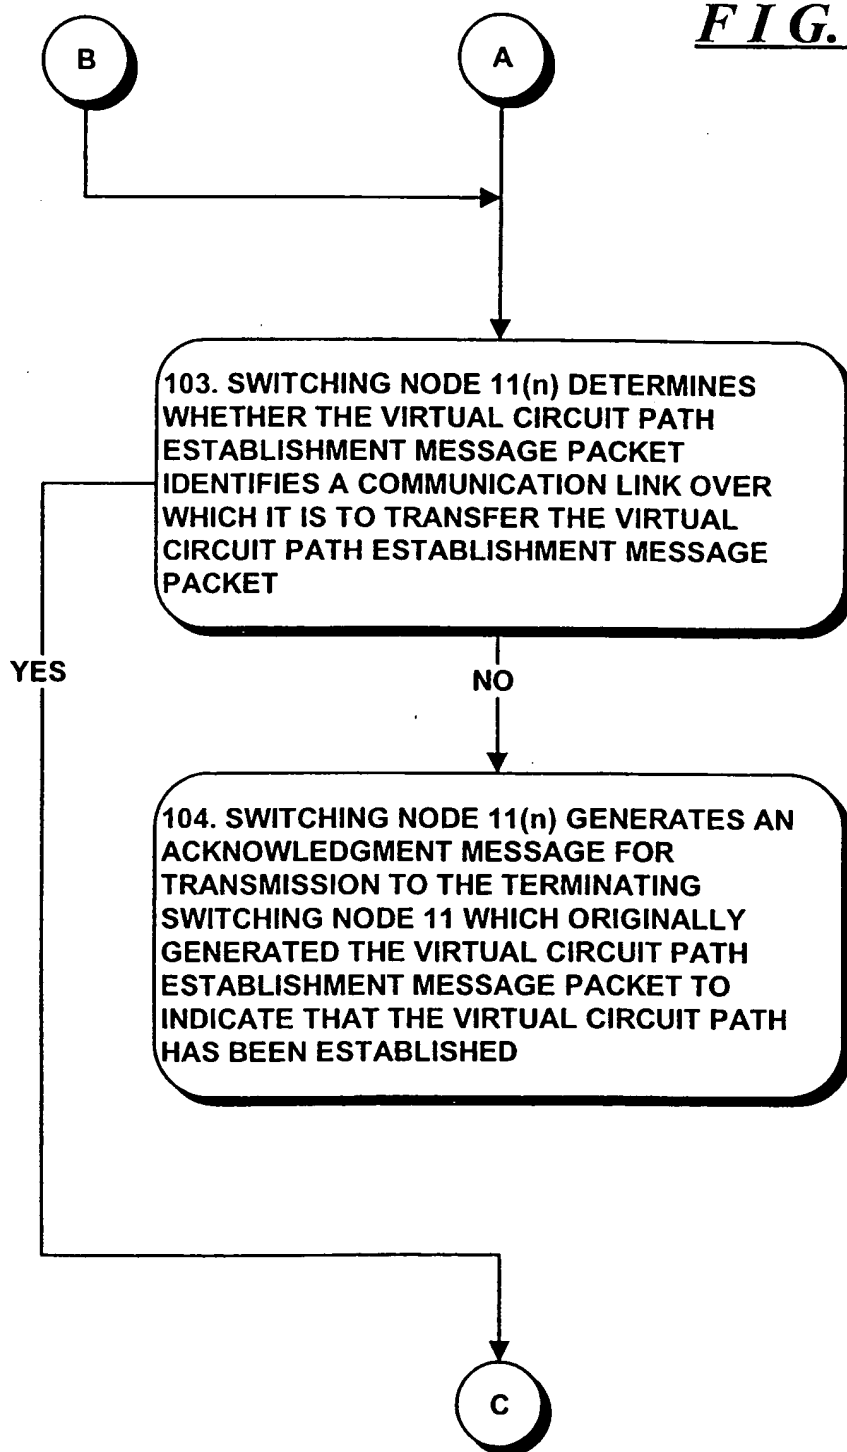 FIG.
B
A
103. SWITCHING NODE 11(n) DETERMINES
WHETHER THE VIRTUAL CIRCUIT PATH
ESTABLISHMENT MESSAGE PACKET
IDENTIFIES A COMMUNICATION LINK OVER
WHICH IT IS TO TRANSFER THE VIRTUAL
CIRCUIT PATH ESTABLISHMENT MESSAGE
PACKET
YES
NO
104. SWITCHING NODE 11(n) GENERATES AN
ACKNOWLEDGMENT MESSAGE FOR
TRANSMISSION TO THE TERMINATING
SWITCHING NODE 11 WHICH ORIGINALLY
GENERATED THE VIRTUAL CIRCUIT PATH
ESTABLISHMENT MESSAGE PACKET TO
INDICATE THAT THE VIRTUAL CIRCUIT PATH
HAS BEEN ESTABLISHED
C